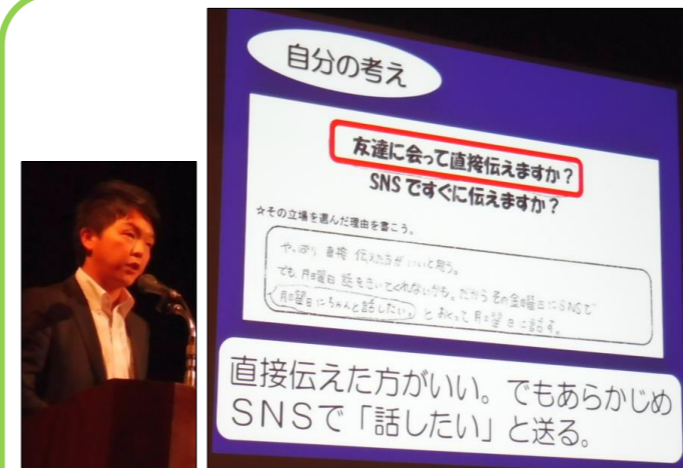 自分の考え
友達に会って直接伝えますか?
SNSですぐに伝えますか?
☆その立場を選んだ理由を書こう。
やっぱり 直接 伝えた方がいいと思う。
でも 月曜日 話をきいてくれないかも。だから その金曜日にSNSで
「月曜日にちゃんと話したい。」とおくって月曜日に話す。
直接伝えた方がいい。でもあらかじめ
SNSで「話したい」と送る。